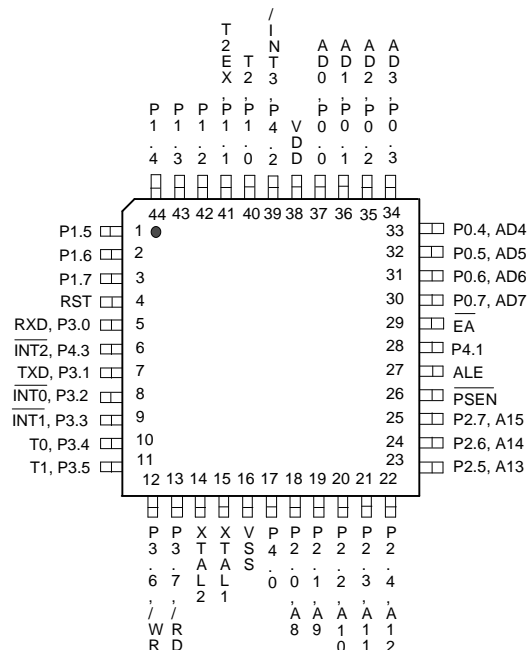 P1.4
P1.3
P1.2
T2EX,P1.1
T2,P1.0
/INT3,P4.2
VDD
AD0,P0.0
AD1,P0.1
AD2,P0.2
AD3,P0.3
44 43 42 41 40 39 38 37 36 35 34
P1.5 1
P1.6 2
P1.7 3
RST 4
RXD, P3.0 5
INT2, P4.3 6
TXD, P3.1 7
INT0, P3.2 8
INT1, P3.3 9
T0, P3.4 10
T1, P3.5 11
33 P0.4, AD4
32 P0.5, AD5
31 P0.6, AD6
30 P0.7, AD7
29 EA
28 P4.1
27 ALE
26 PSEN
25 P2.7, A15
24 P2.6, A14
23 P2.5, A13
12 13 14 15 16 17 18 19 20 21 22
P3.6,/WR
P3.7,/RD
XTAL2
XTAL1
VSS
P4.0
P2.0,A8
P2.1,A9
P2.2,A10
P2.3,A11
P2.4,A12